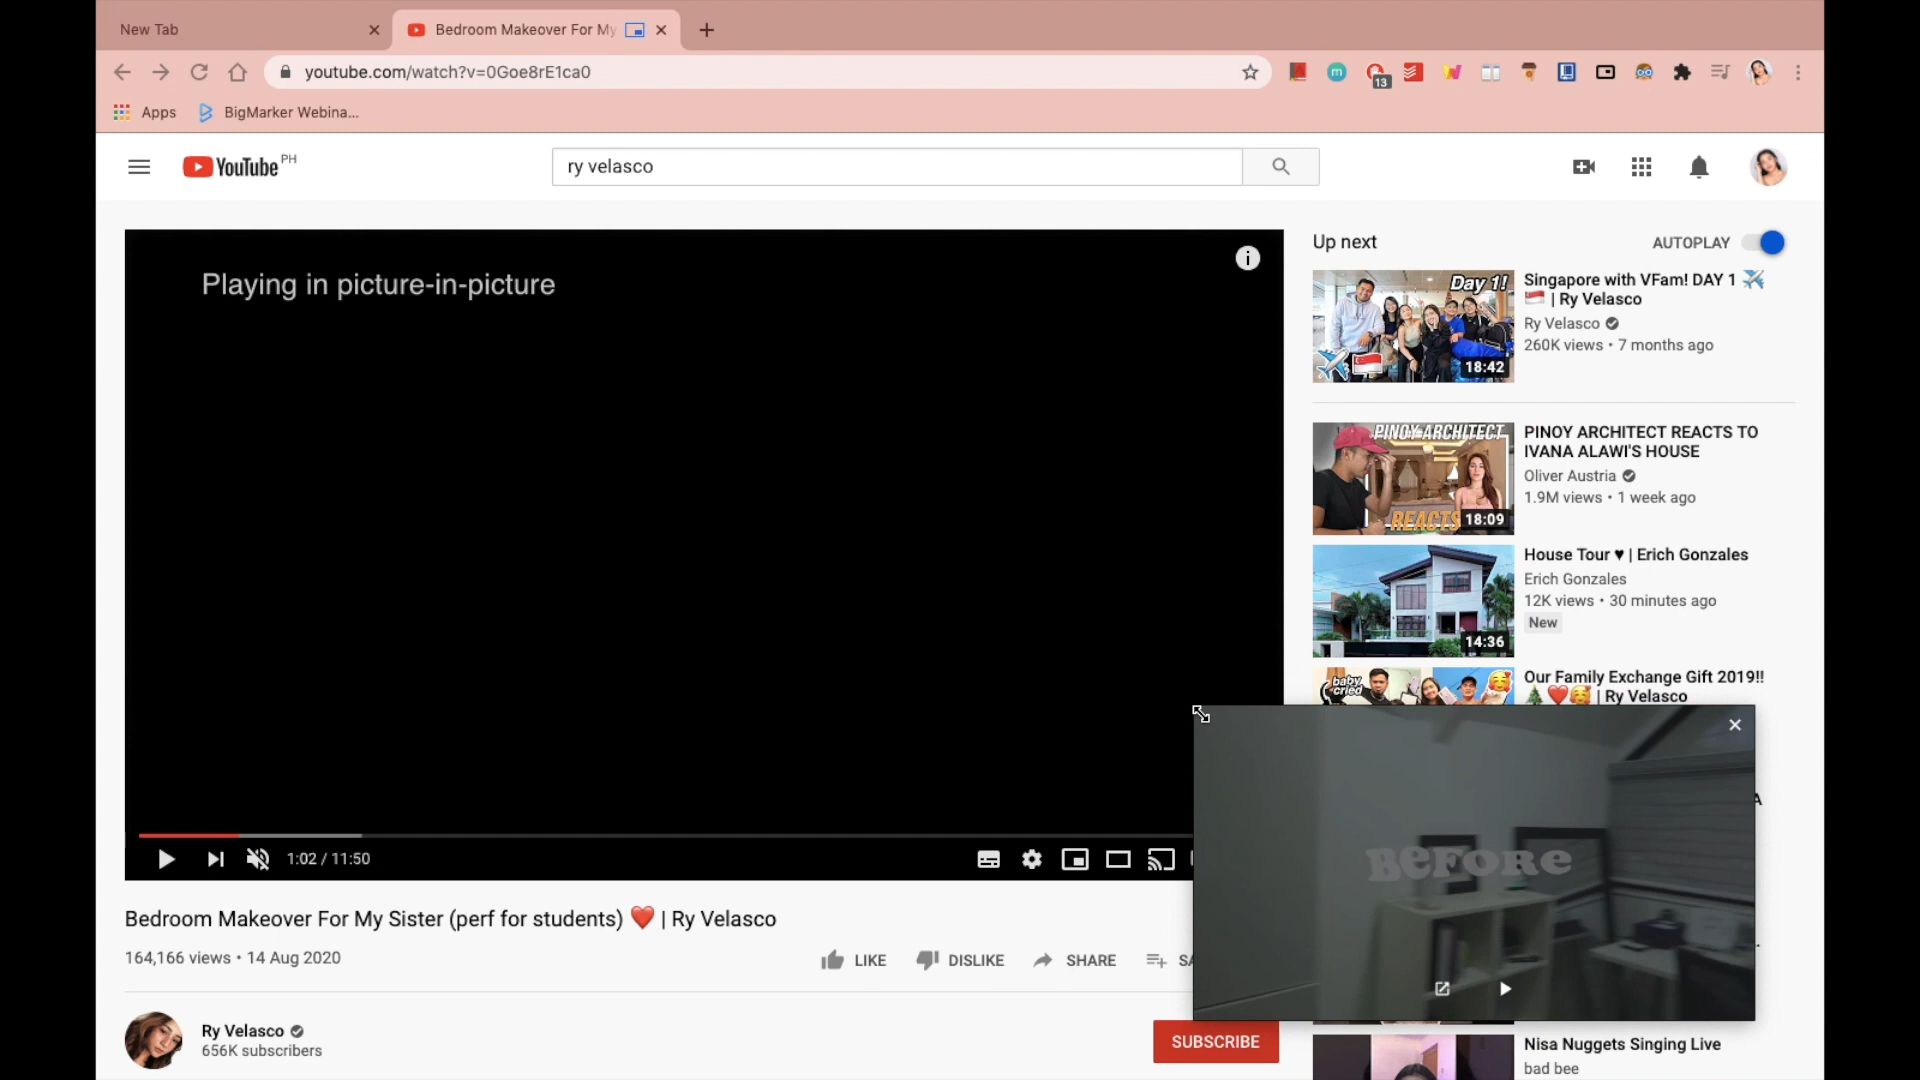 New Tab
Bedroom Makeover For My
youtube.com/watch?v=0Goe8rE1ca0
13
Apps
BigMarker Webina...
YouTube PH
ry velasco
Playing in picture-in-picture
Up next
AUTOPLAY
Day 1!
18:42
Singapore with VFam! DAY 1 ✈️
🇸🇬 | Ry Velasco
Ry Velasco
260K views • 7 months ago
PINOY ARCHITECT
REACTS
18:09
PINOY ARCHITECT REACTS TO
IVANA ALAWI'S HOUSE
Oliver Austria
1.9M views • 1 week ago
14:36
House Tour ♥ | Erich Gonzales
Erich Gonzales
12K views • 30 minutes ago
New
baby
cried
Our Family Exchange Gift 2019!!
🎄❤️🥰 | Ry Velasco
BEFORE
1:02 / 11:50
Bedroom Makeover For My Sister (perf for students) ❤️ | Ry Velasco
164,166 views • 14 Aug 2020
LIKE
DISLIKE
SHARE
SA
Ry Velasco
656K subscribers
SUBSCRIBE
Nisa Nuggets Singing Live
bad bee